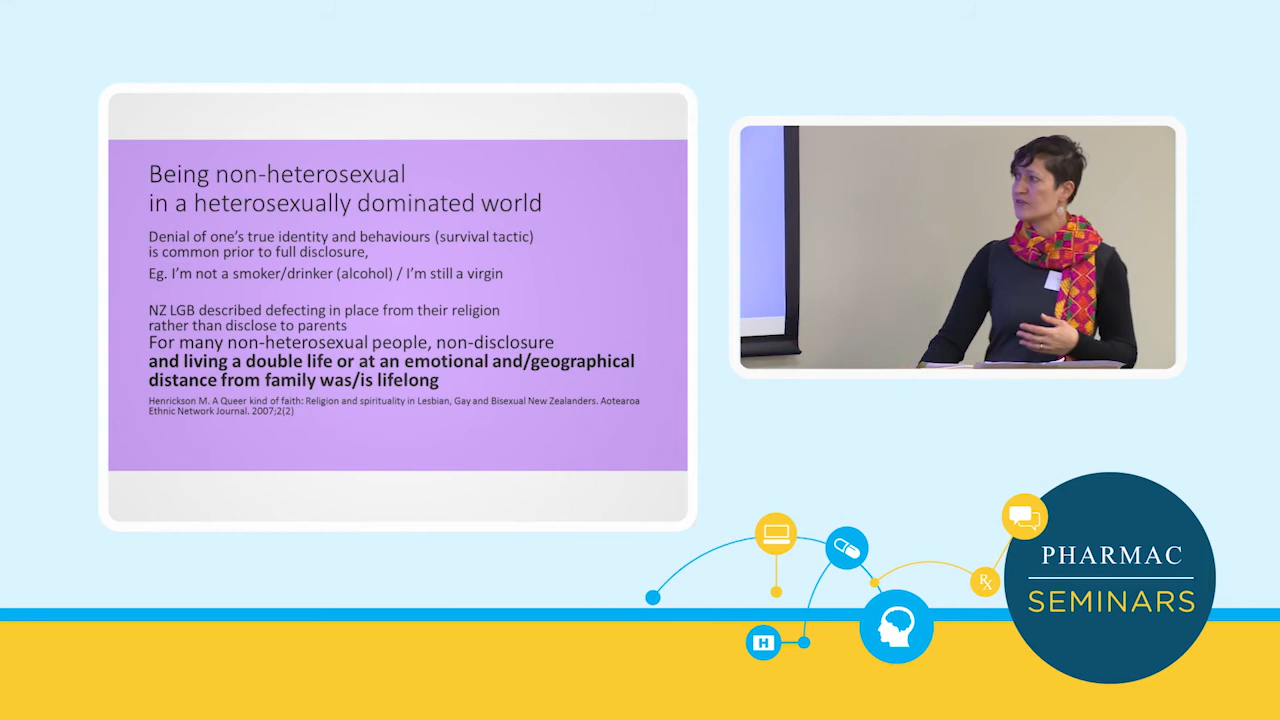 Being non-heterosexual
in a heterosexually dominated world
Denial of one's true identity and behaviours (survival tactic)
is common prior to full disclosure,
Eg. I'm not a smoker/drinker (alcohol) / I'm still a virgin
NZ LGB described defecting in place from their religion
rather than disclose to parents
For many non-heterosexual people, non-disclosure
and living a double life or at an emotional and/geographical
distance from family was/is lifelong
Henrickson M. A Queer kind of faith: Religion and spirituality in Lesbian, Gay and Bisexual New Zealanders. Aotearoa
Ethnic Network Journal. 2007;2(2)
H
Rx
PHARMAC
SEMINARS